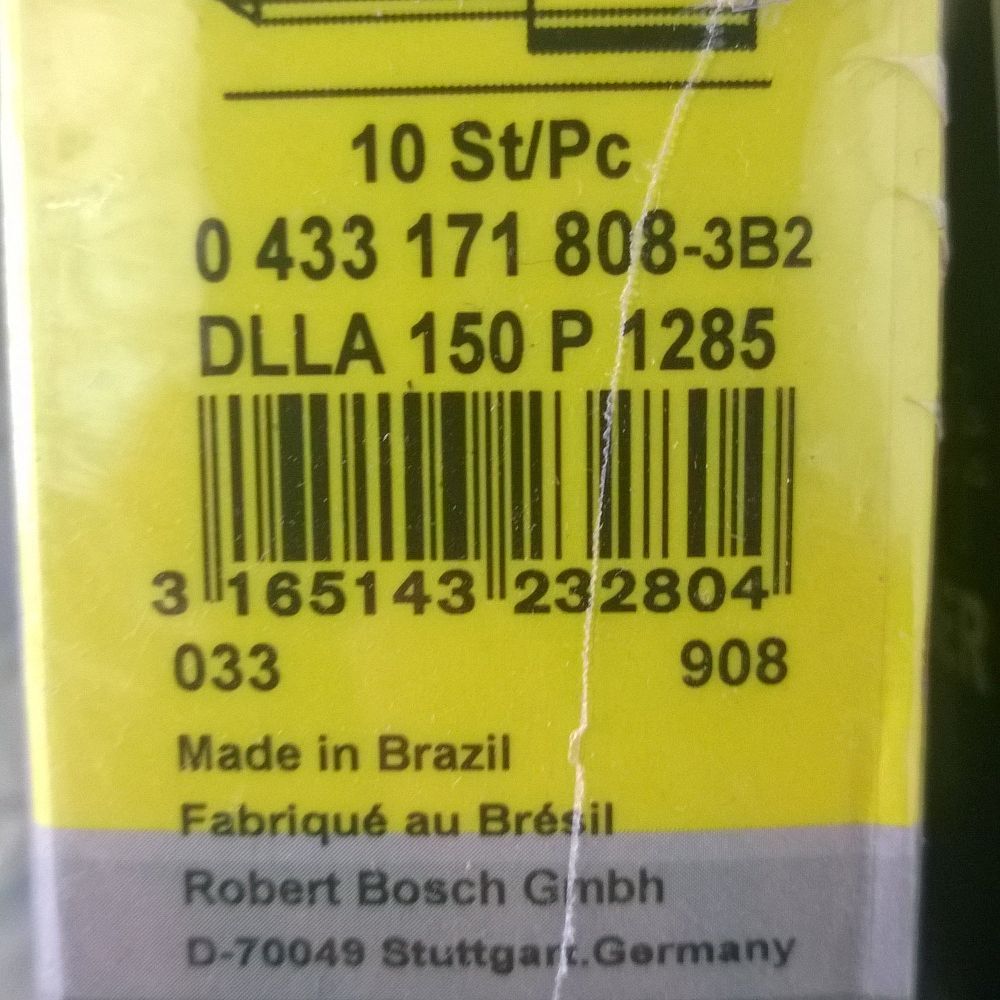 10 St/Pc
0 433 171 808-3B2
DLLA 150 P 1285
3 165143 232804
033 908
Made in Brazil
Fabriqué au Brésil
Robert Bosch Gmbh
D-70049 Stuttgart.Germany